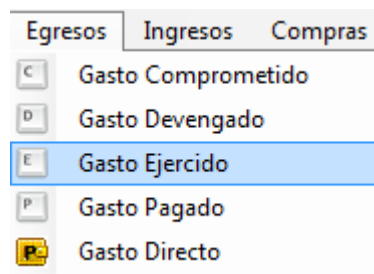 Egresos Ingresos Compras
C Gasto Comprometido
D Gasto Devengado
E Gasto Ejercido
P Gasto Pagado
P Gasto Directo